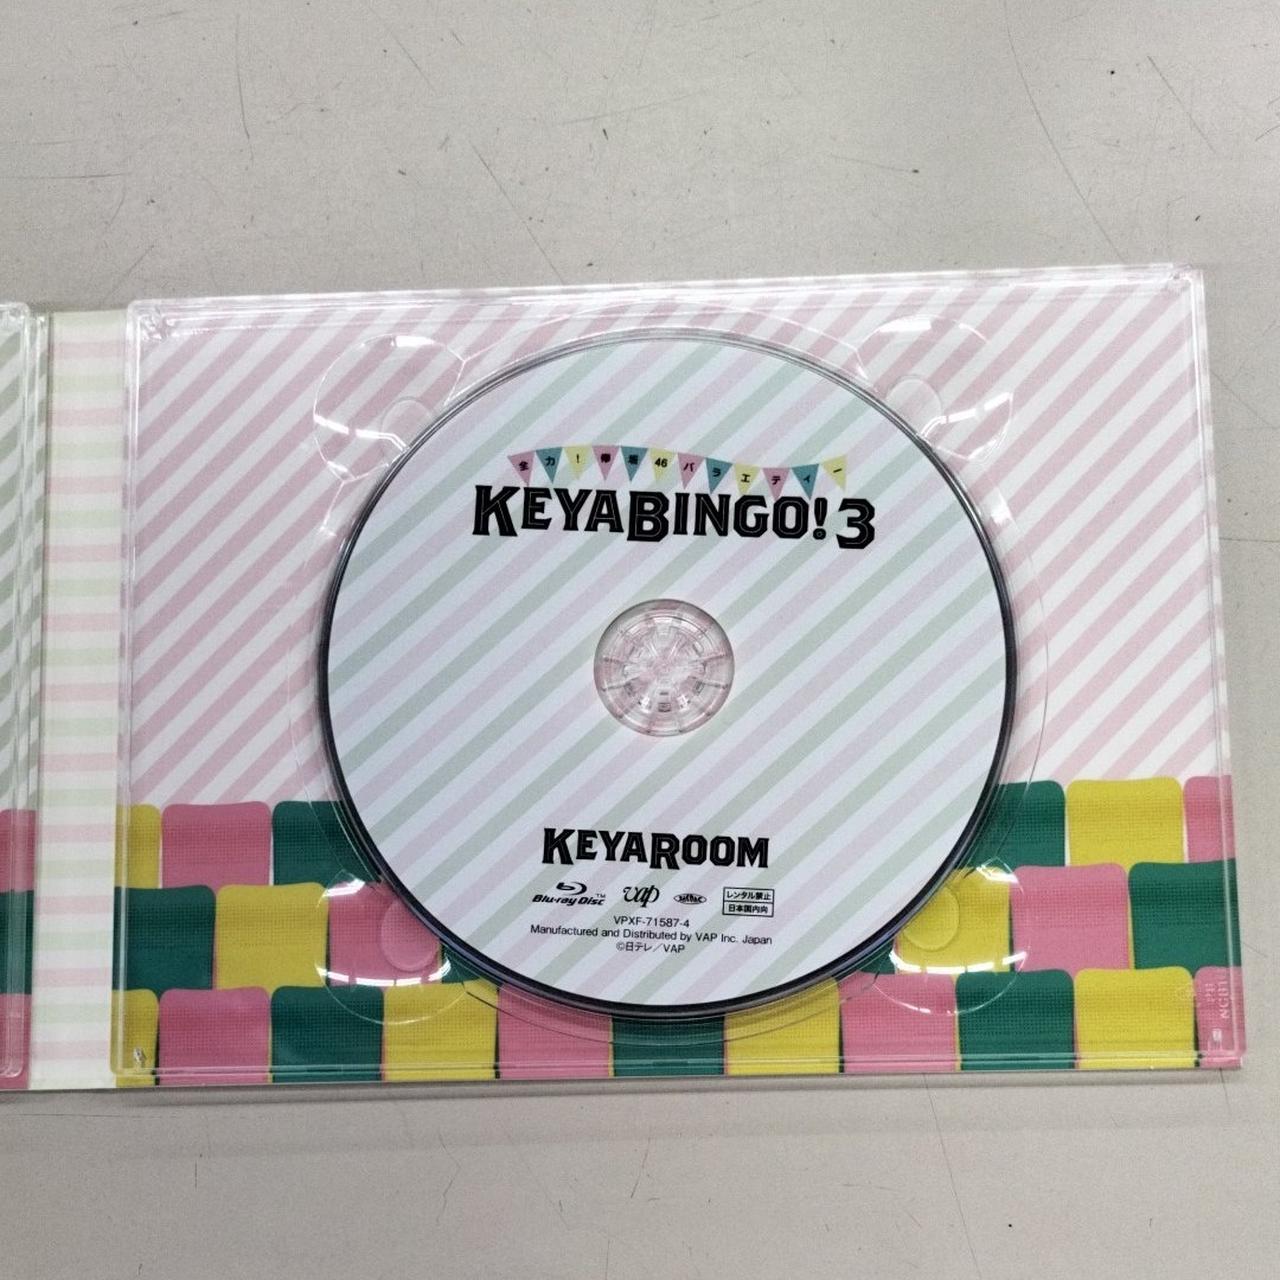 全力!欅坂46バラエティー
KEYABINGO!3
KEYAROOM
Blu-ray Disc™ vap レンタル禁止
日本国内向
VPXF-71587-4
Manufactured and Distributed by VAP Inc. Japan
©日テレ/VAP